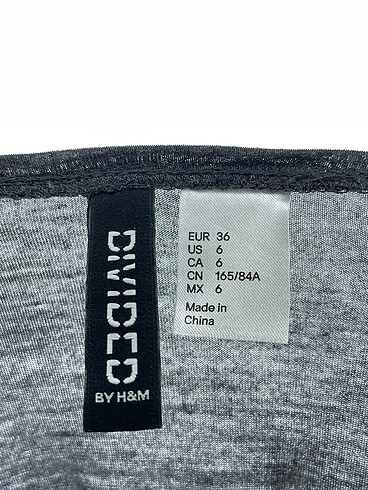 DIVIDED
BY H&M
EUR 36
US 6
CA 6
CN 165/84A
MX 6
Made in
China